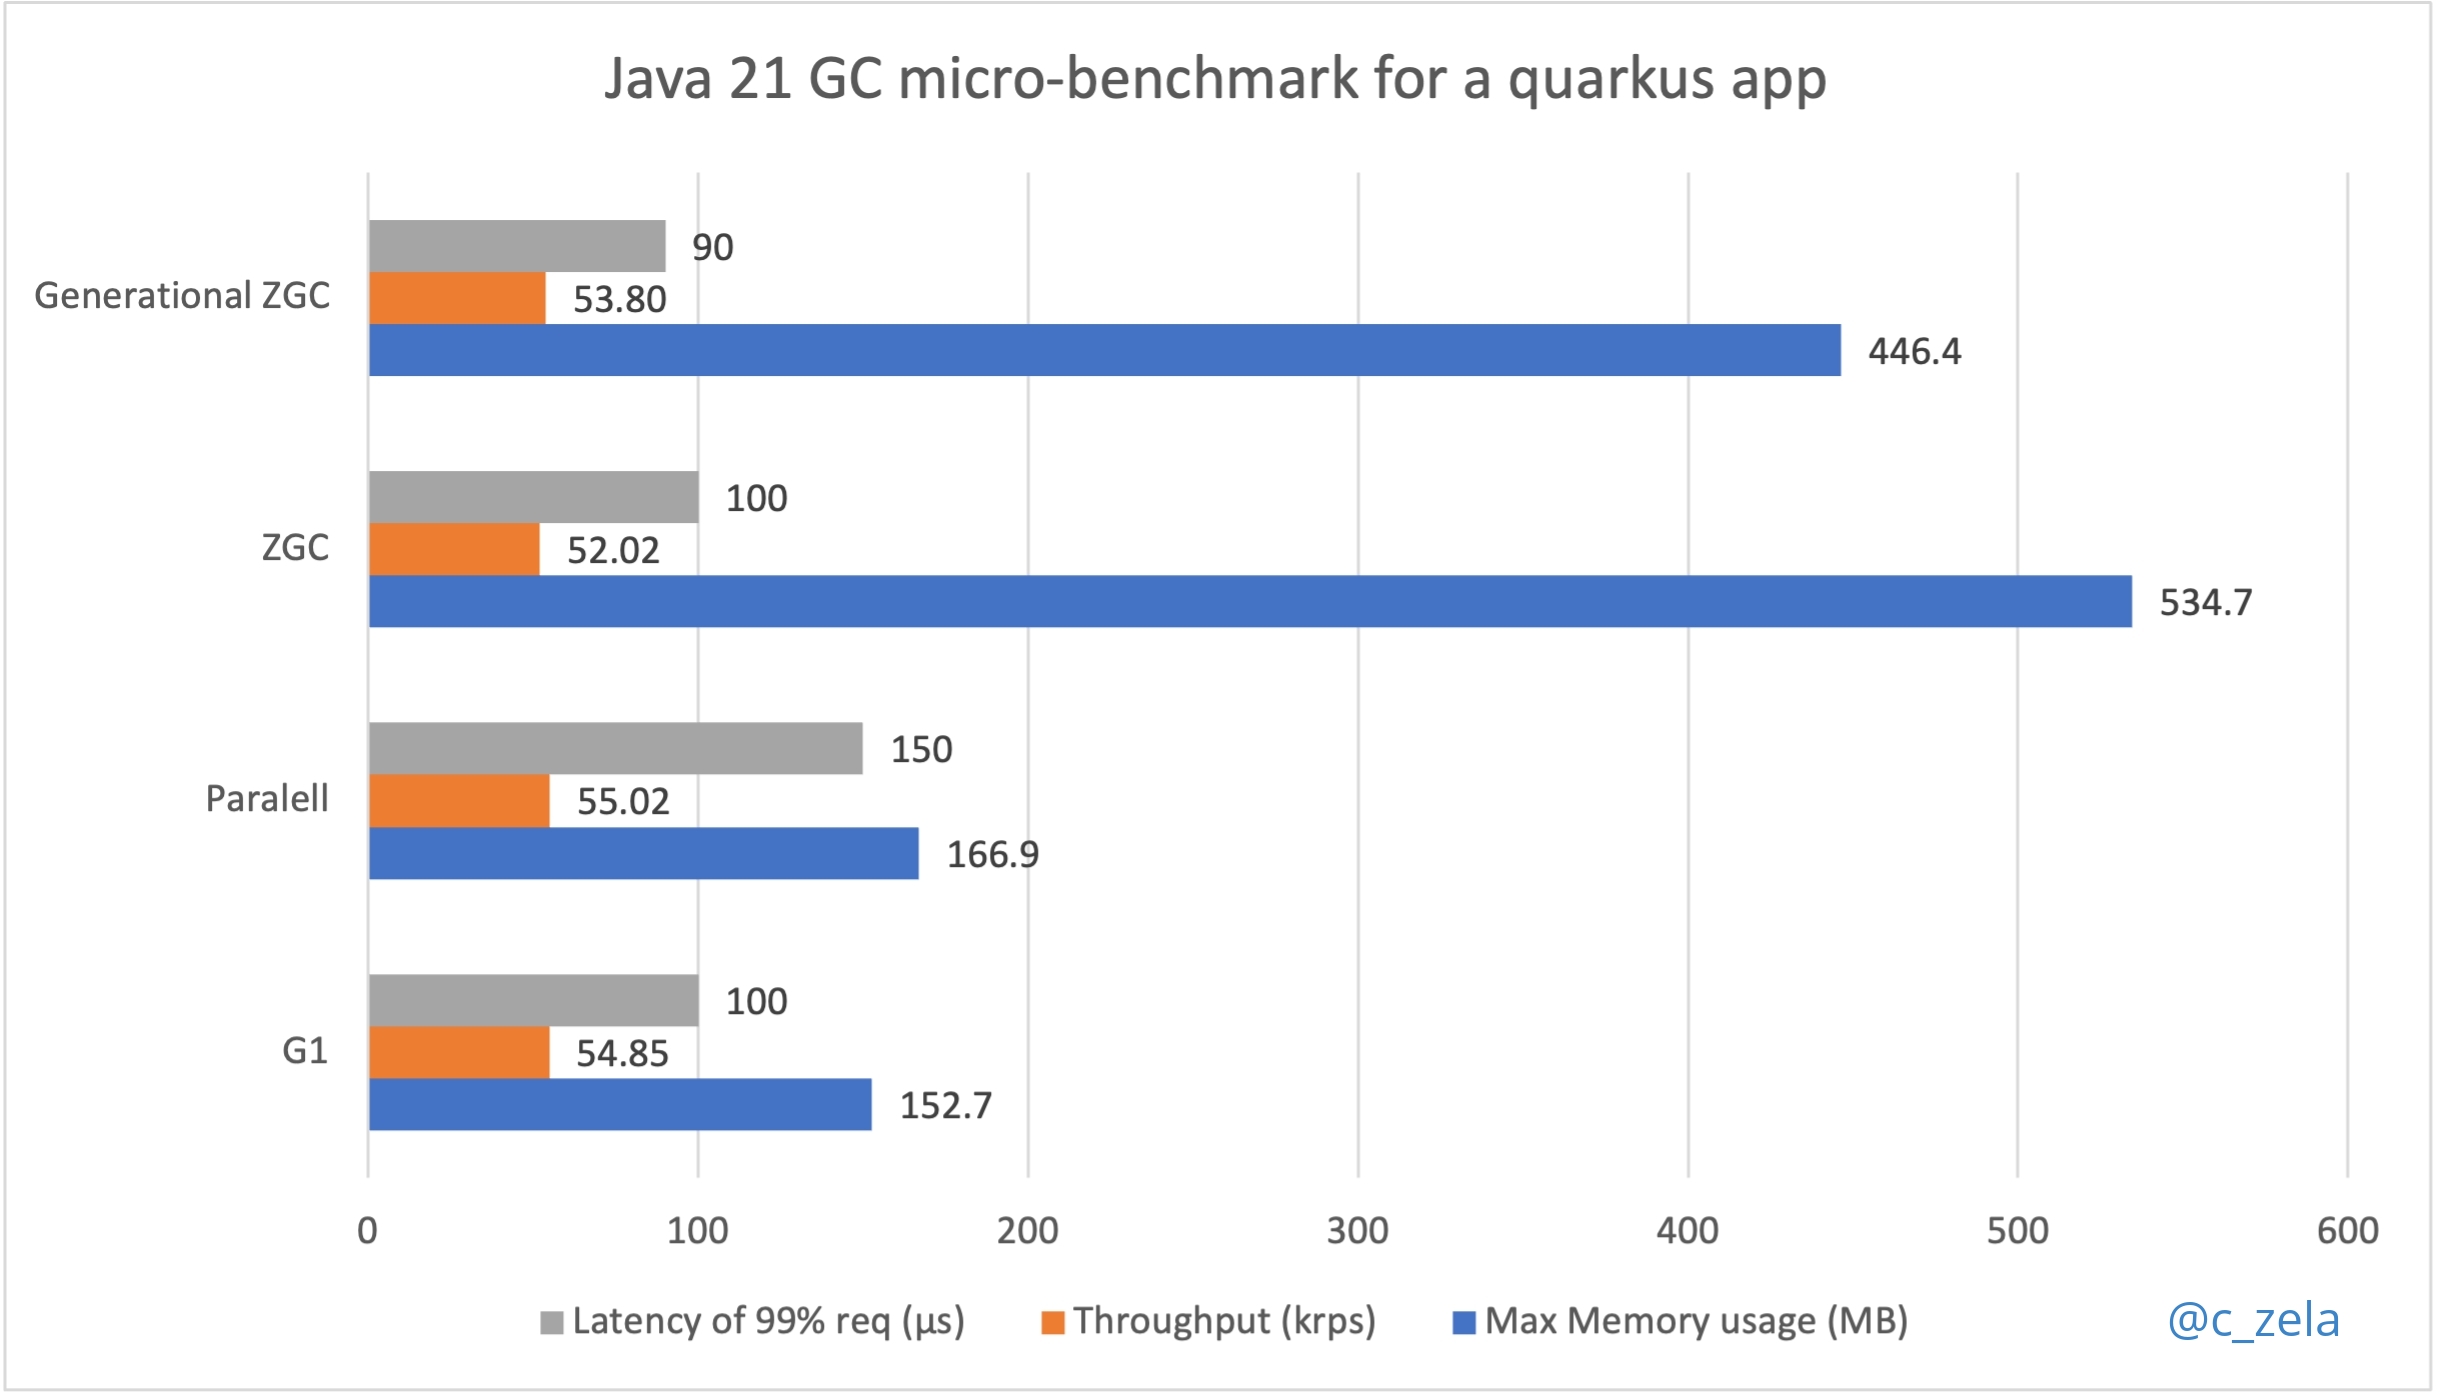 Java 21 GC micro-benchmark for a quarkus app
Generational ZGC
90
53.80
446.4
ZGC
100
52.02
534.7
Paralell
150
55.02
166.9
G1
100
54.85
152.7
0 100 200 300 400 500 600
Latency of 99% req (µs) Throughput (krps) Max Memory usage (MB)
@c_zela